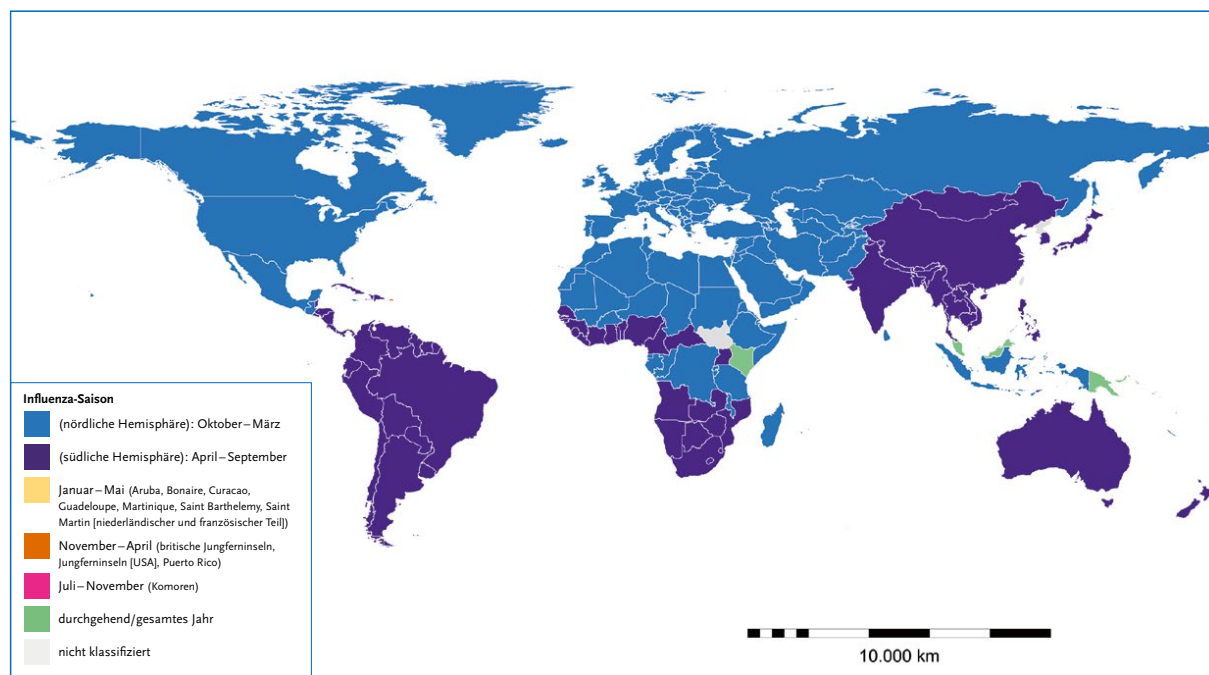 Influenza-Saison
(nördliche Hemisphäre): Oktober – März
(südliche Hemisphäre): April – September
Januar – Mai (Aruba, Bonaire, Curacao,
Guadeloupe, Martinique, Saint Barthelemy, Saint
Martin [niederländischer und französischer Teil])
November – April (britische Jungferninseln,
Jungferninseln [USA], Puerto Rico)
Juli – November (Komoren)
durchgehend/gesamtes Jahr
nicht klassifiziert
10.000 km